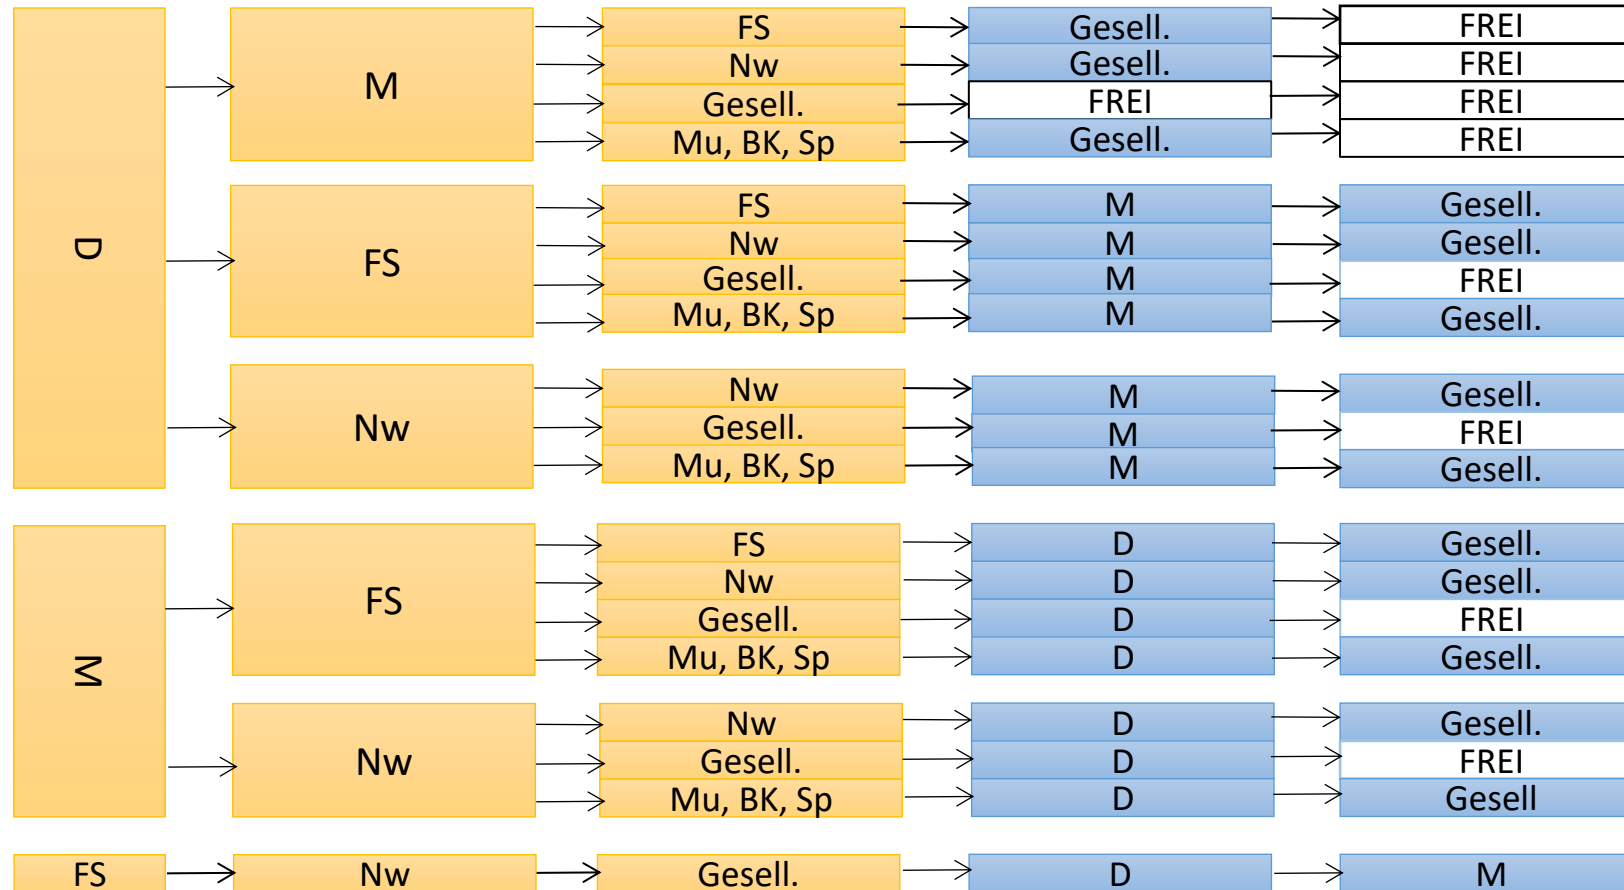 D
M
FS Gesell. FREI
Nw Gesell. FREI
Gesell. FREI FREI
Mu, BK, Sp Gesell. FREI
FS
FS M Gesell.
Nw M Gesell.
Gesell. M FREI
Mu, BK, Sp M Gesell.
Nw
Nw M Gesell.
Gesell. M FREI
Mu, BK, Sp M Gesell.
M
FS
FS D Gesell.
Nw D Gesell.
Gesell. D FREI
Mu, BK, Sp D Gesell.
Nw
Nw D Gesell.
Gesell. D FREI
Mu, BK, Sp D Gesell
FS Nw Gesell. D M